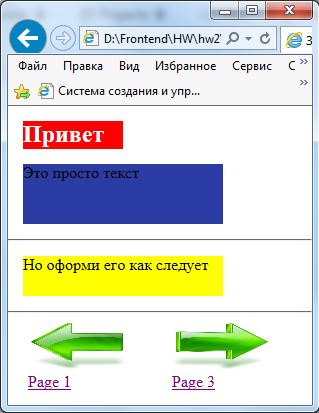 D:\Frontend\HW\hw2\
Файл Правка Вид Избранное Сервис
Система создания и упр...
Привет
Это просто текст
Но оформи его как следует
Page 1 Page 3